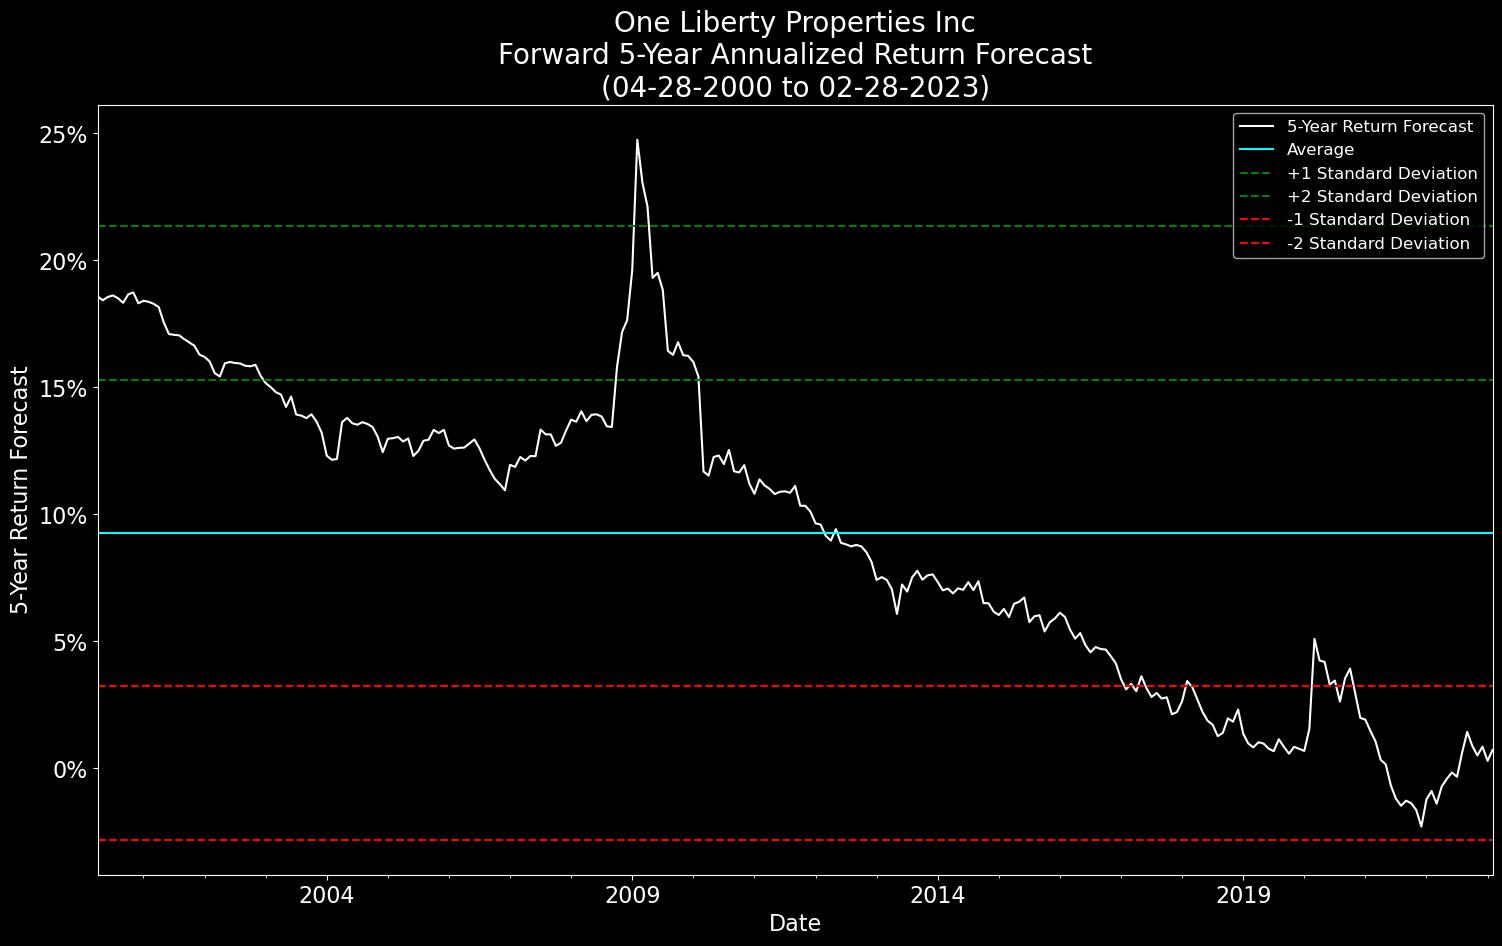 One Liberty Properties Inc
Forward 5-Year Annualized Return Forecast
(04-28-2000 to 02-28-2023)
5-Year Return Forecast
Average
+1 Standard Deviation
+2 Standard Deviation
-1 Standard Deviation
-2 Standard Deviation
25%
20%
15%
10%
5%
0%
5-Year Return Forecast
2004
2009
2014
2019
Date